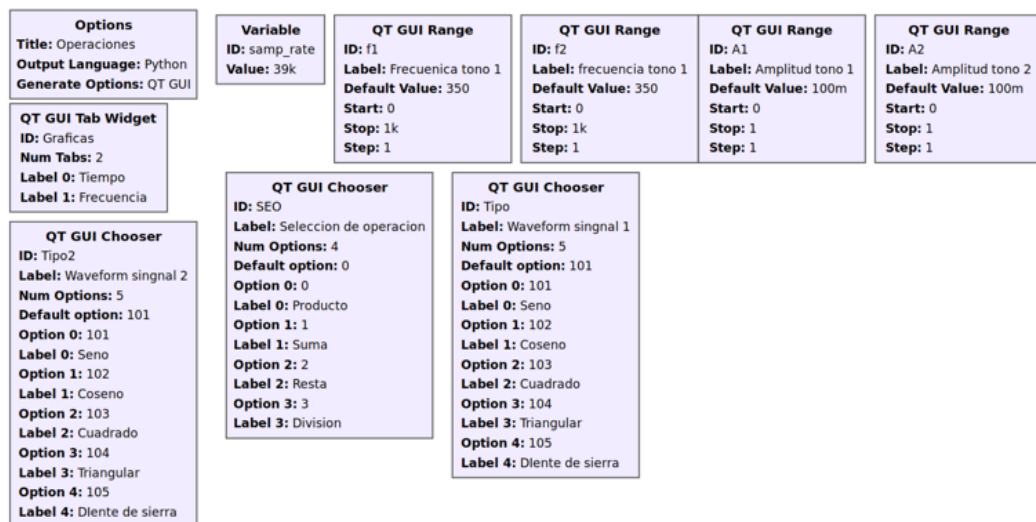 Options
Title: Operaciones
Output Language: Python
Generate Options: QT GUI
Variable
ID: samp_rate
Value: 39k
QT GUI Range
ID: f1
Label: Frecuenica tono 1
Default Value: 350
Start: 0
Stop: 1k
Step: 1
QT GUI Range
ID: f2
Label: frecuencia tono 1
Default Value: 350
Start: 0
Stop: 1k
Step: 1
QT GUI Range
ID: A1
Label: Amplitud tono 1
Default Value: 100m
Start: 0
Stop: 1
Step: 1
QT GUI Range
ID: A2
Label: Amplitud tono 2
Default Value: 100m
Start: 0
Stop: 1
Step: 1
QT GUI Tab Widget
ID: Graficas
Num Tabs: 2
Label 0: Tiempo
Label 1: Frecuencia
QT GUI Chooser
ID: SEO
Label: Seleccion de operacion
Num Options: 4
Default option: 0
Option 0: 0
Label 0: Producto
Option 1: 1
Label 1: Suma
Option 2: 2
Label 2: Resta
Option 3: 3
Label 3: Division
QT GUI Chooser
ID: Tipo
Label: Waveform singnal 1
Num Options: 5
Default option: 101
Option 0: 101
Label 0: Seno
Option 1: 102
Label 1: Coseno
Option 2: 103
Label 2: Cuadrado
Option 3: 104
Label 3: Triangular
Option 4: 105
Label 4: DIente de sierra
QT GUI Chooser
ID: Tipo2
Label: Waveform singnal 2
Num Options: 5
Default option: 101
Option 0: 101
Label 0: Seno
Option 1: 102
Label 1: Coseno
Option 2: 103
Label 2: Cuadrado
Option 3: 104
Label 3: Triangular
Option 4: 105
Label 4: DIente de sierra